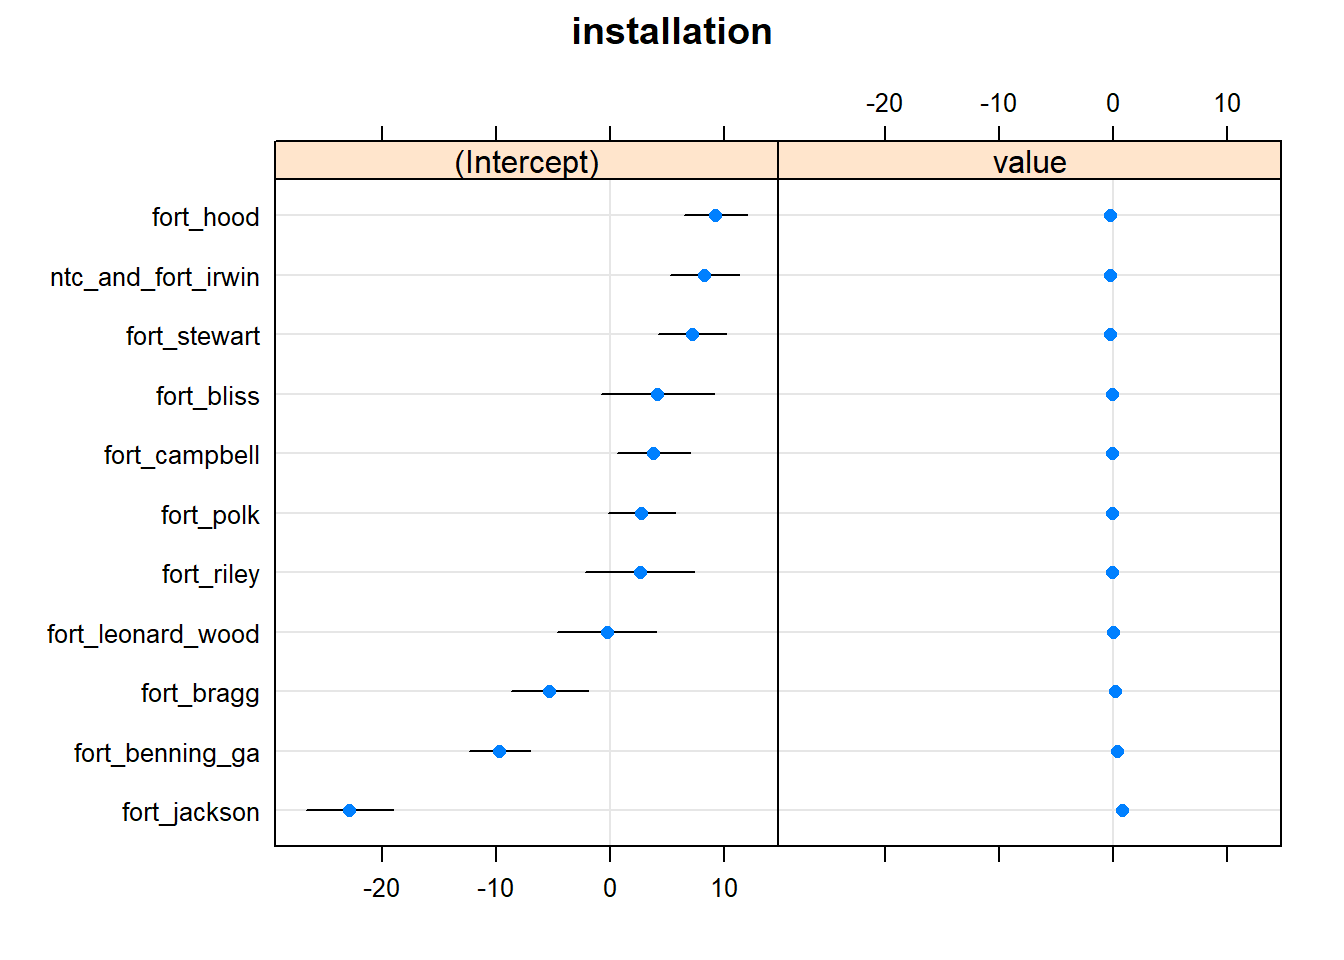 installation
-20 -10 0 10
(Intercept) value
fort_hood
ntc_and_fort_irwin
fort_stewart
fort_bliss
fort_campbell
fort_polk
fort_riley
fort_leonard_wood
fort_bragg
fort_benning_ga
fort_jackson
-20 -10 0 10